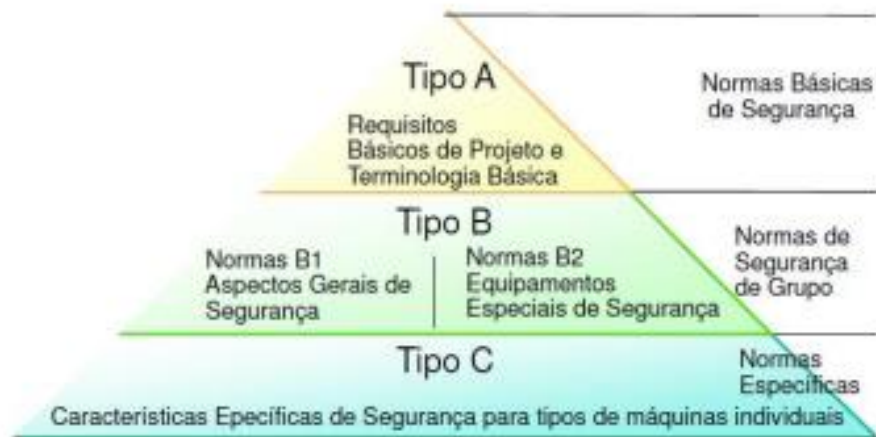 Tipo A
Requisitos
Básicos de Projeto e
Terminologia Básica
Normas Básicas
de Segurança
Tipo B
Normas B1
Aspectos Gerais de
Segurança
Normas B2
Equipamentos
Especiais de Segurança
Normas de
Segurança
de Grupo
Tipo C
Normas
Específicas
Características Epecíficas de Segurança para tipos de máquinas individuais